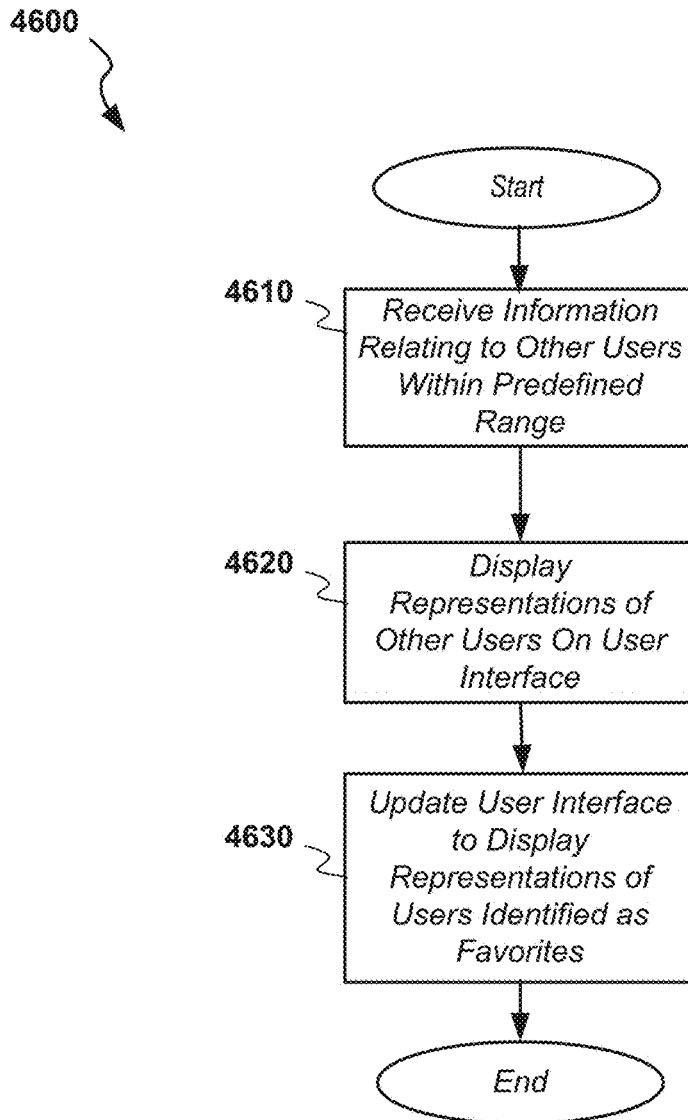 4600
Start
4610
Receive Information
Relating to Other Users
Within Predefined
Range
4620
Display
Representations of
Other Users On User
Interface
4630
Update User Interface
to Display
Representations of
Users Identified as
Favorites
End